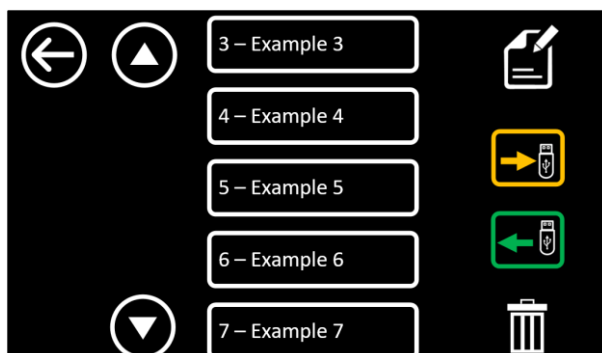 3 – Example 3
4 – Example 4
5 – Example 5
6 – Example 6
7 – Example 7